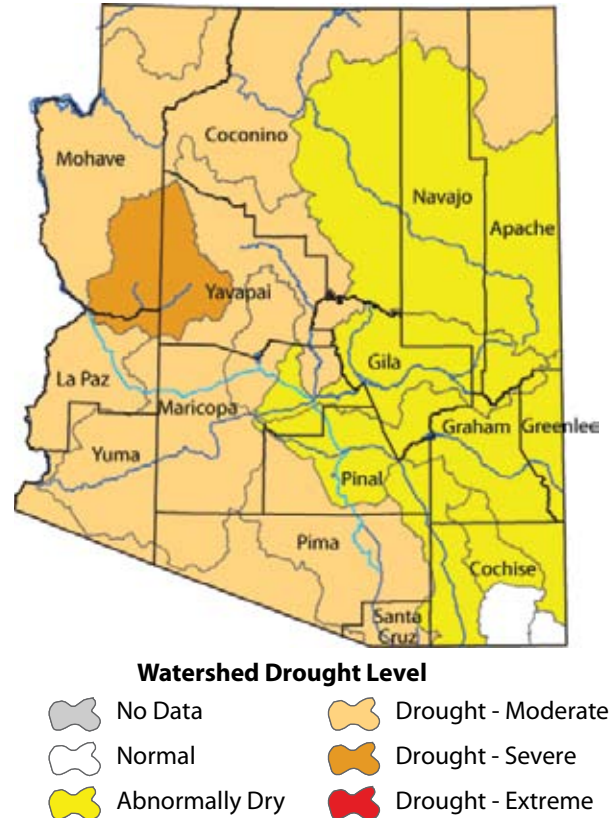 Coconino
Mohave
Navajo
Apache
Yavapai
Gila
La Paz
Maricopa
Graham
Greenlee
Yuma
Pinal
Pima
Cochise
Santa
Cruz
Watershed Drought Level
No Data
Drought - Moderate
Normal
Drought - Severe
Abnormally Dry
Drought - Extreme